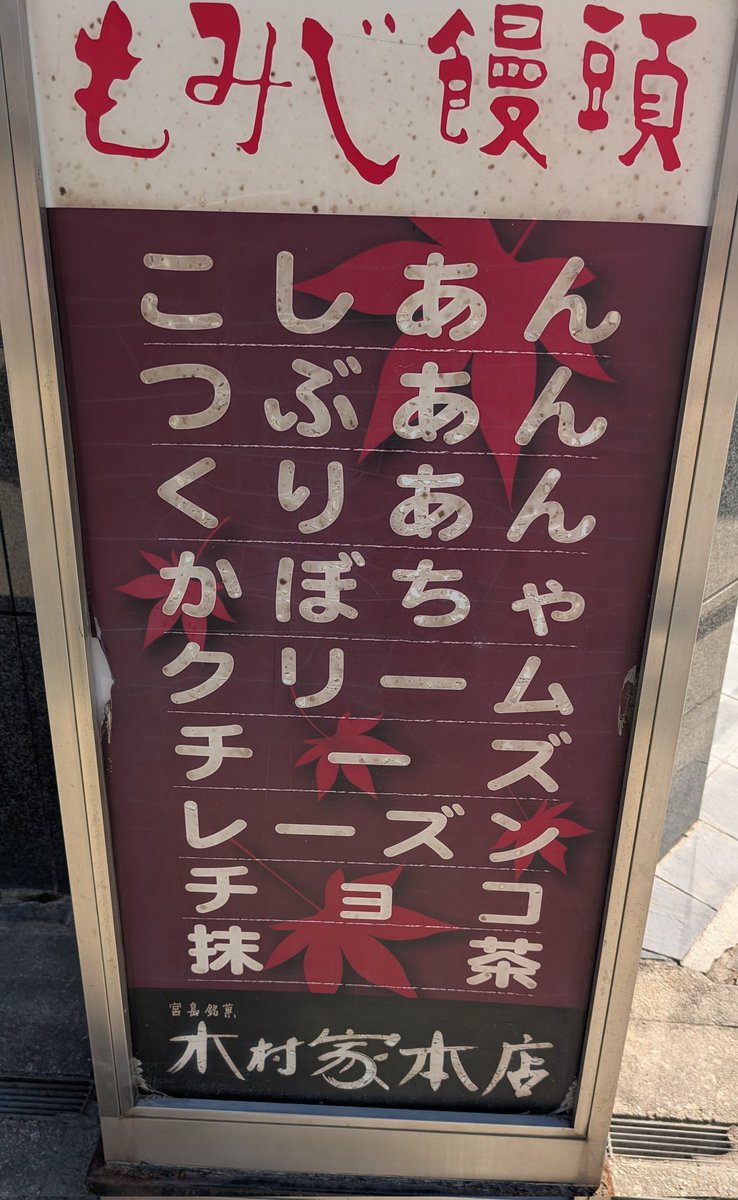 もみじ饅頭
こしあん
つぶあん
くりあん
かぼちゃ
クリーム
チーズ
レーズン
チョコ
抹茶
宮島銘菓
木村家本店